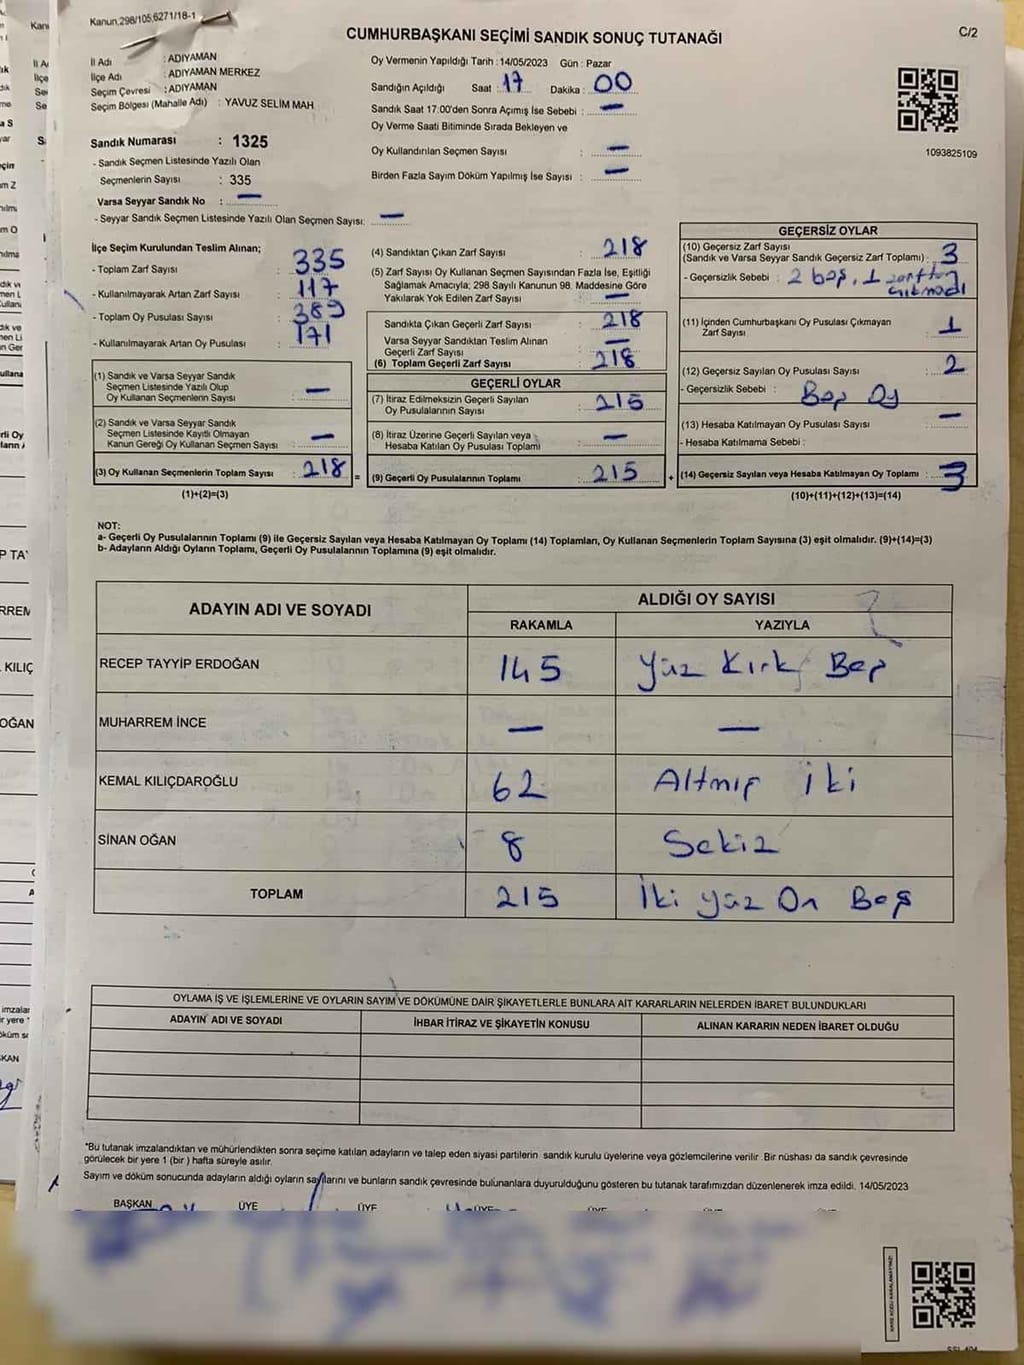 Kanun,298/105,6271/18-1
C/2
CUMHURBAŞKANI SEÇİMİ SANDIK SONUÇ TUTANAĞI
İl Adı : ADIYAMAN
İlçe Adı : ADIYAMAN MERKEZ
Seçim Çevresi : ADIYAMAN
Seçim Bölgesi (Mahalle Adı) : YAVUZ SELİM MAH
Sandık Numarası : 1325
- Sandık Seçmen Listesinde Yazılı Olan
Seçmenlerin Sayısı : 335
Varsa Seyyar Sandık No : —
- Seyyar Sandık Seçmen Listesinde Yazılı Olan Seçmen Sayısı: —
Oy Vermenin Yapıldığı Tarih : 14/05/2023 Gün : Pazar
Sandığın Açıldığı Saat : 17 Dakika : 00
Sandık Saat 17.00'den Sonra Açımış İse Sebebi : —
Oy Verme Saati Bitiminde Sırada Bekleyen ve
Oy Kullandırılan Seçmen Sayısı : —
Birden Fazla Sayım Döküm Yapılmış İse Sayısı : —
1093825109
İlçe Seçim Kurulundan Teslim Alınan;
- Toplam Zarf Sayısı : 335
- Kullanılmayarak Artan Zarf Sayısı : 117
- Toplam Oy Pusulası Sayısı : 389
- Kullanılmayarak Artan Oy Pusulası : 171
(1) Sandık ve Varsa Seyyar Sandık
Seçmen Listesinde Yazılı Olup
Oy Kullanan Seçmenlerin Sayısı : —
(2) Sandık ve Varsa Seyyar Sandık
Seçmen Listesinde Kayıtlı Olmayan
Kanun Gereği Oy Kullanan Seçmen Sayısı : —
(3) Oy Kullanan Seçmenlerin Toplam Sayısı : 218
(1)+(2)=(3)
=
(4) Sandıktan Çıkan Zarf Sayısı : 218
(5) Zarf Sayısı Oy Kullanan Seçmen Sayısından Fazla İse, Eşitliği
Sağlamak Amacıyla; 298 Sayılı Kanunun 98. Maddesine Göre
Yakılarak Yok Edilen Zarf Sayısı : —
Sandıkta Çıkan Geçerli Zarf Sayısı : 218
Varsa Seyyar Sandıktan Teslim Alınan
Geçerli Zarf Sayısı : —
(6) Toplam Geçerli Zarf Sayısı : 218
GEÇERLİ OYLAR
(7) İtiraz Edilmeksizin Geçerli Sayılan
Oy Pusulalarının Sayısı : 215
(8) İtiraz Üzerine Geçerli Sayılan veya
Hesaba Katılan Oy Pusulası Toplamı : —
(9) Geçerli Oy Pusulalarının Toplamı : 215
+
GEÇERSİZ OYLAR
(10) Geçersiz Zarf Sayısı
(Sandık ve Varsa Seyyar Sandık Geçersiz Zarf Toplamı) : 3
- Geçersizlik Sebebi : 2 boş, 1 zarftan
çıkmadı
(11) İçinden Cumhurbaşkanı Oy Pusulası Çıkmayan
Zarf Sayısı : 1
(12) Geçersiz Sayılan Oy Pusulası Sayısı : 2
- Geçersizlik Sebebi : Boş Oy
(13) Hesaba Katılmayan Oy Pusulası Sayısı : —
- Hesaba Katılmama Sebebi :
(14) Geçersiz Sayılan veya Hesaba Katılmayan Oy Toplamı : 3
(10)+(11)+(12)+(13)=(14)
NOT:
a- Geçerli Oy Pusulasının Toplamı (9) ile Geçersiz Sayılan veya Hesaba Katılmayan Oy Toplamı (14) Toplamları, Oy Kullanan Seçmenlerin Toplam Sayısına (3) eşit olmalıdır. (9)+(14)=(3)
b- Adayların Aldığı Oyların Toplamı, Geçerli Oy Pusulalarının Toplamına (9) eşit olmalıdır.
ADAYIN ADI VE SOYADI
ALDIĞI OY SAYISI
RAKAMLA YAZIYLA
RECEP TAYYİP ERDOĞAN 145 Yüz Kırk Beş
MUHARREM İNCE — —
KEMAL KILIÇDAROĞLU 62 Altmış İki
SİNAN OĞAN 8 Sekiz
TOPLAM 215 İki yüz On Beş
OYLAMA İŞ VE İŞLEMLERİNE VE OYLARIN SAYIM VE DÖKÜMÜNE DAİR ŞİKAYETLERLE BUNLARA AİT KARARLARIN NELERDEN İBARET BULUNDUKLARI
ADAYIN ADI VE SOYADI İHBAR İTİRAZ VE ŞİKAYETİN KONUSU ALINAN KARARIN NEDEN İBARET OLDUĞU
*Bu tutanak imzalandıktan ve mühürlendikten sonra seçime katılan adayların ve talep eden siyasi partilerin sandık kurulu üyelerine veya gözlemcilerine verilir. Bir nüshası da sandık çevresinde
görülecek bir yere 1 (bir ) hafta süreyle asılır.
Sayım ve döküm sonucunda adayların aldığı oyların sayılarını ve bunların sandık çevresinde bulunanlara duyurulduğunu gösteren bu tutanak tarafımızdan düzenlenerek imza edildi. 14/05/2023
BAŞKAN ÜYE ÜYE ÜYE